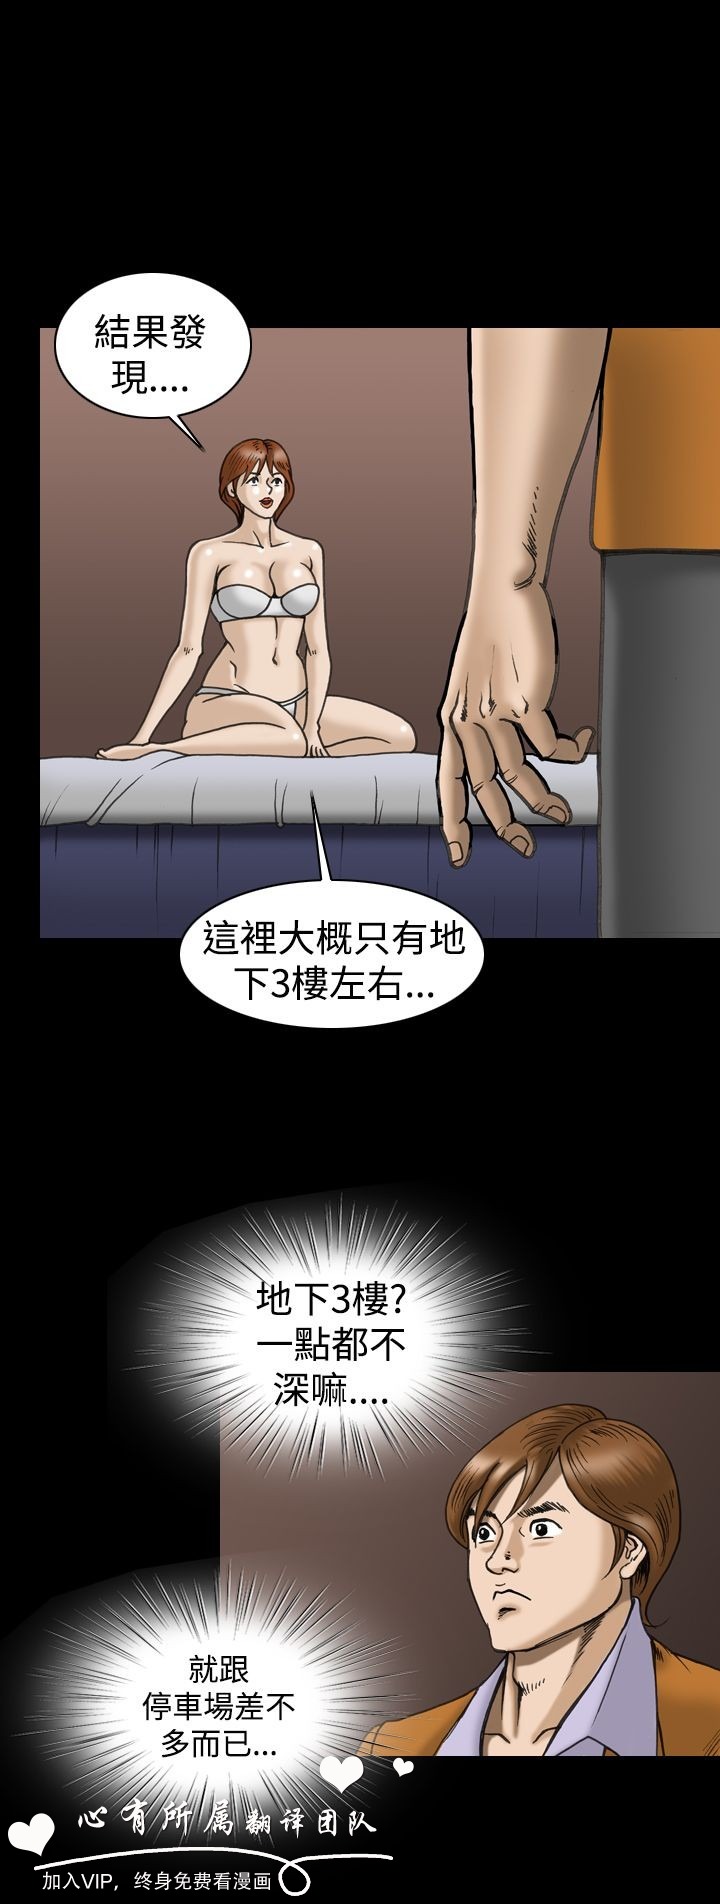 結果發
現....
這裡大概只有地
下3樓左右...
地下3樓?
一點都不
深嘛....
就跟
停車場差不
多而已...
心有所属翻译团队
加入VIP，终身免费看漫画